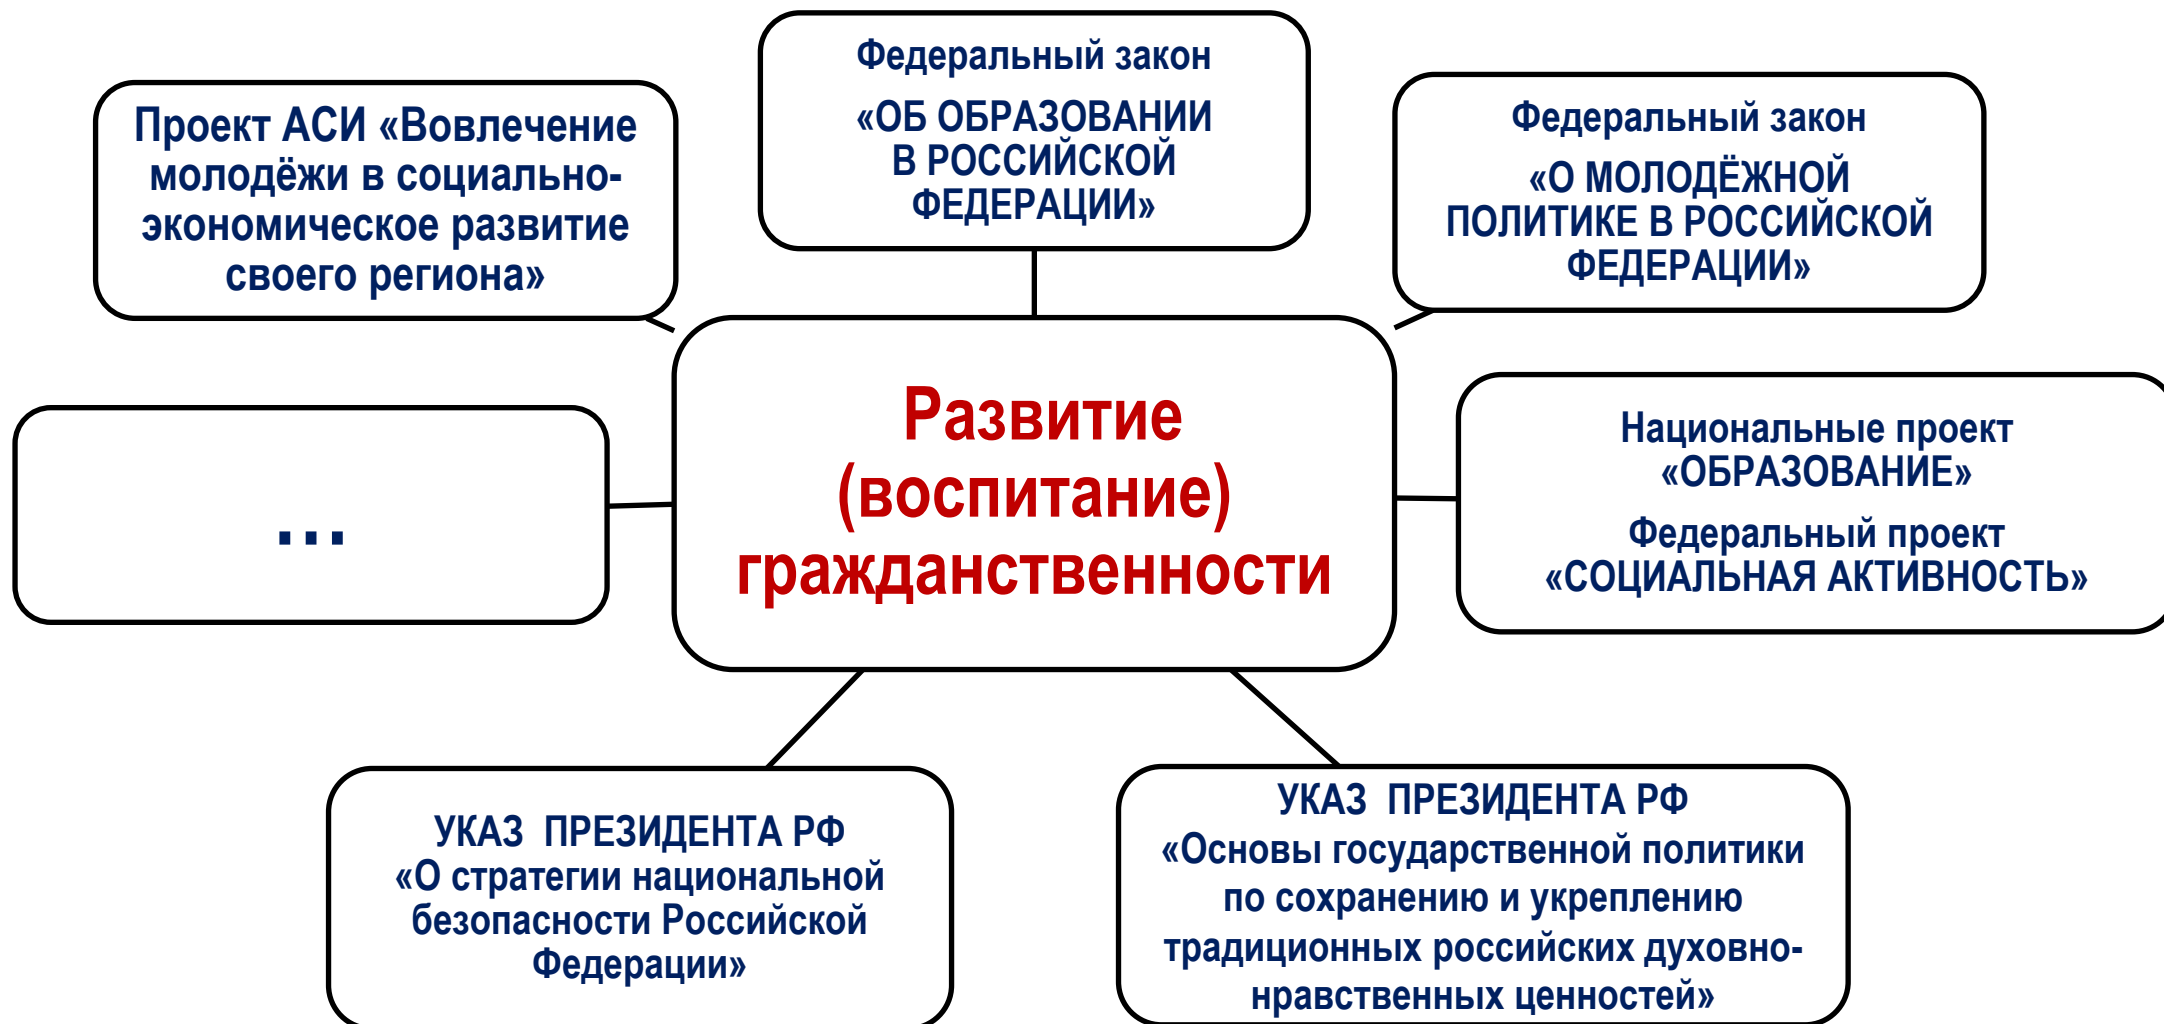 Федеральный закон
«ОБ ОБРАЗОВАНИИ
В РОССИЙСКОЙ
ФЕДЕРАЦИИ»
Проект АСИ «Вовлечение
молодёжи в социально-
экономическое развитие
своего региона»
Федеральный закон
«О МОЛОДЁЖНОЙ
ПОЛИТИКЕ В РОССИЙСКОЙ
ФЕДЕРАЦИИ»
Развитие
(воспитание)
гражданственности
...
Национальные проект
«ОБРАЗОВАНИЕ»
Федеральный проект
«СОЦИАЛЬНАЯ АКТИВНОСТЬ»
УКАЗ ПРЕЗИДЕНТА РФ
«О стратегии национальной
безопасности Российской
Федерации»
УКАЗ ПРЕЗИДЕНТА РФ
«Основы государственной политики
по сохранению и укреплению
традиционных российских духовно-
нравственных ценностей»